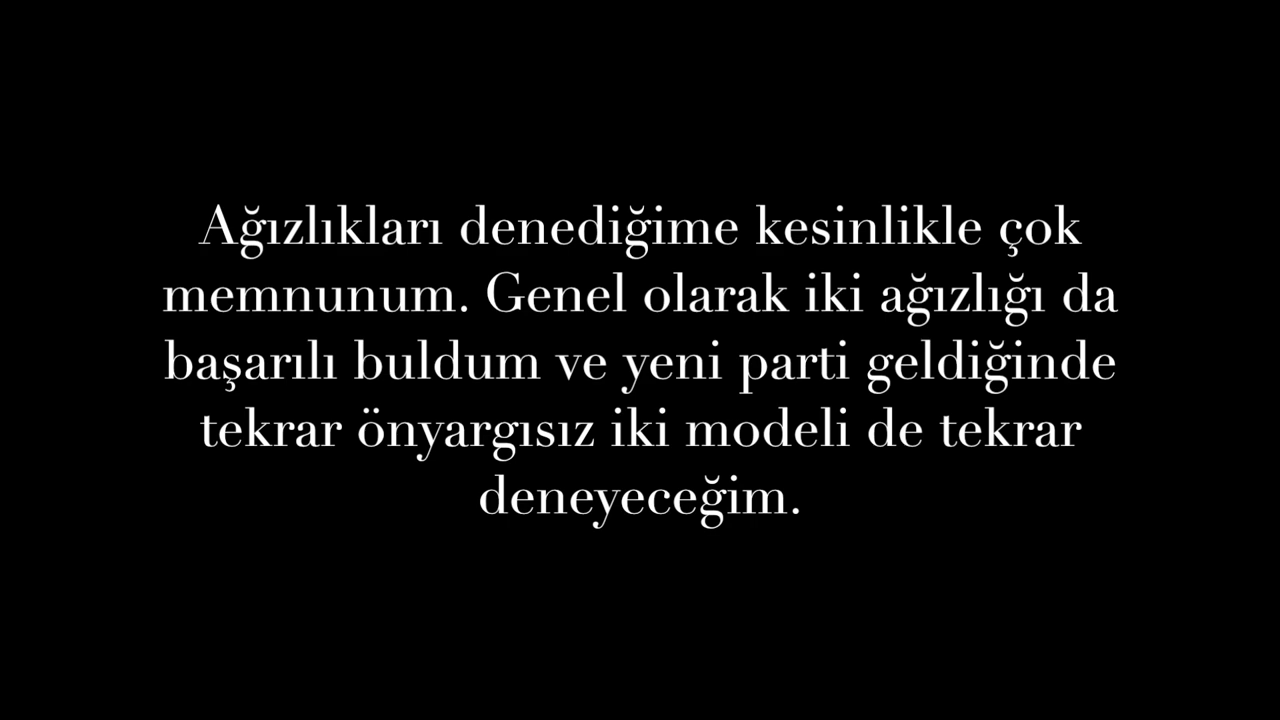 Ağızlıkları denediğime kesinlikle çok
memnunum. Genel olarak iki ağızlığı da
başarılı buldum ve yeni parti geldiğinde
tekrar önyargısız iki modeli de tekrar
deneyeceğim.